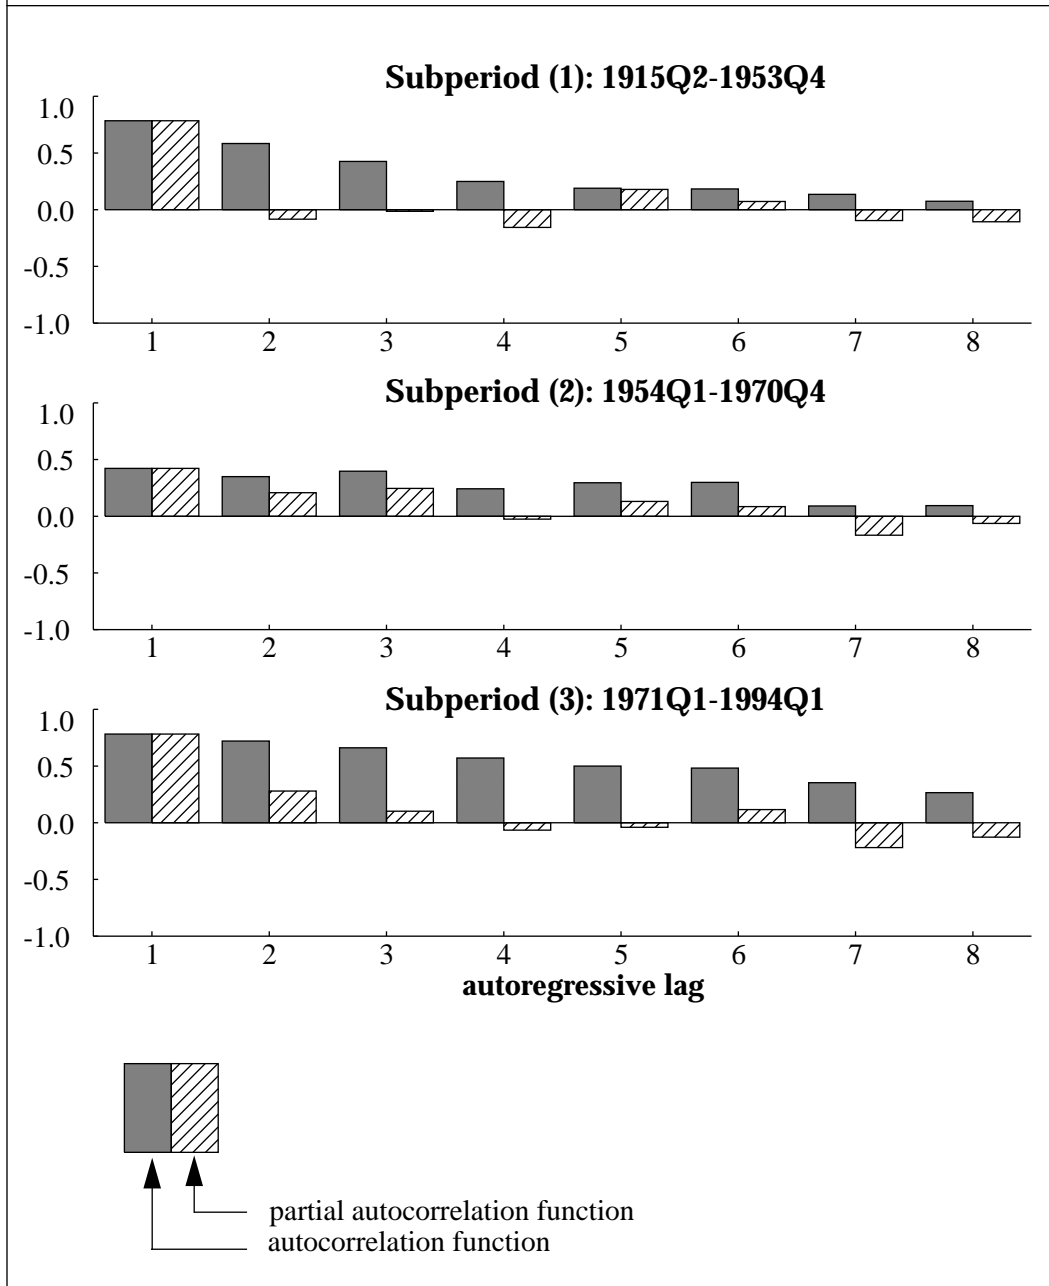 Subperiod (1): 1915Q2-1953Q4
1.0
0.5
0.0
-0.5
-1.0
1 2 3 4 5 6 7 8
Subperiod (2): 1954Q1-1970Q4
1.0
0.5
0.0
-0.5
-1.0
1 2 3 4 5 6 7 8
Subperiod (3): 1971Q1-1994Q1
1.0
0.5
0.0
-0.5
-1.0
1 2 3 4 5 6 7 8
autoregressive lag
partial autocorrelation function
autocorrelation function